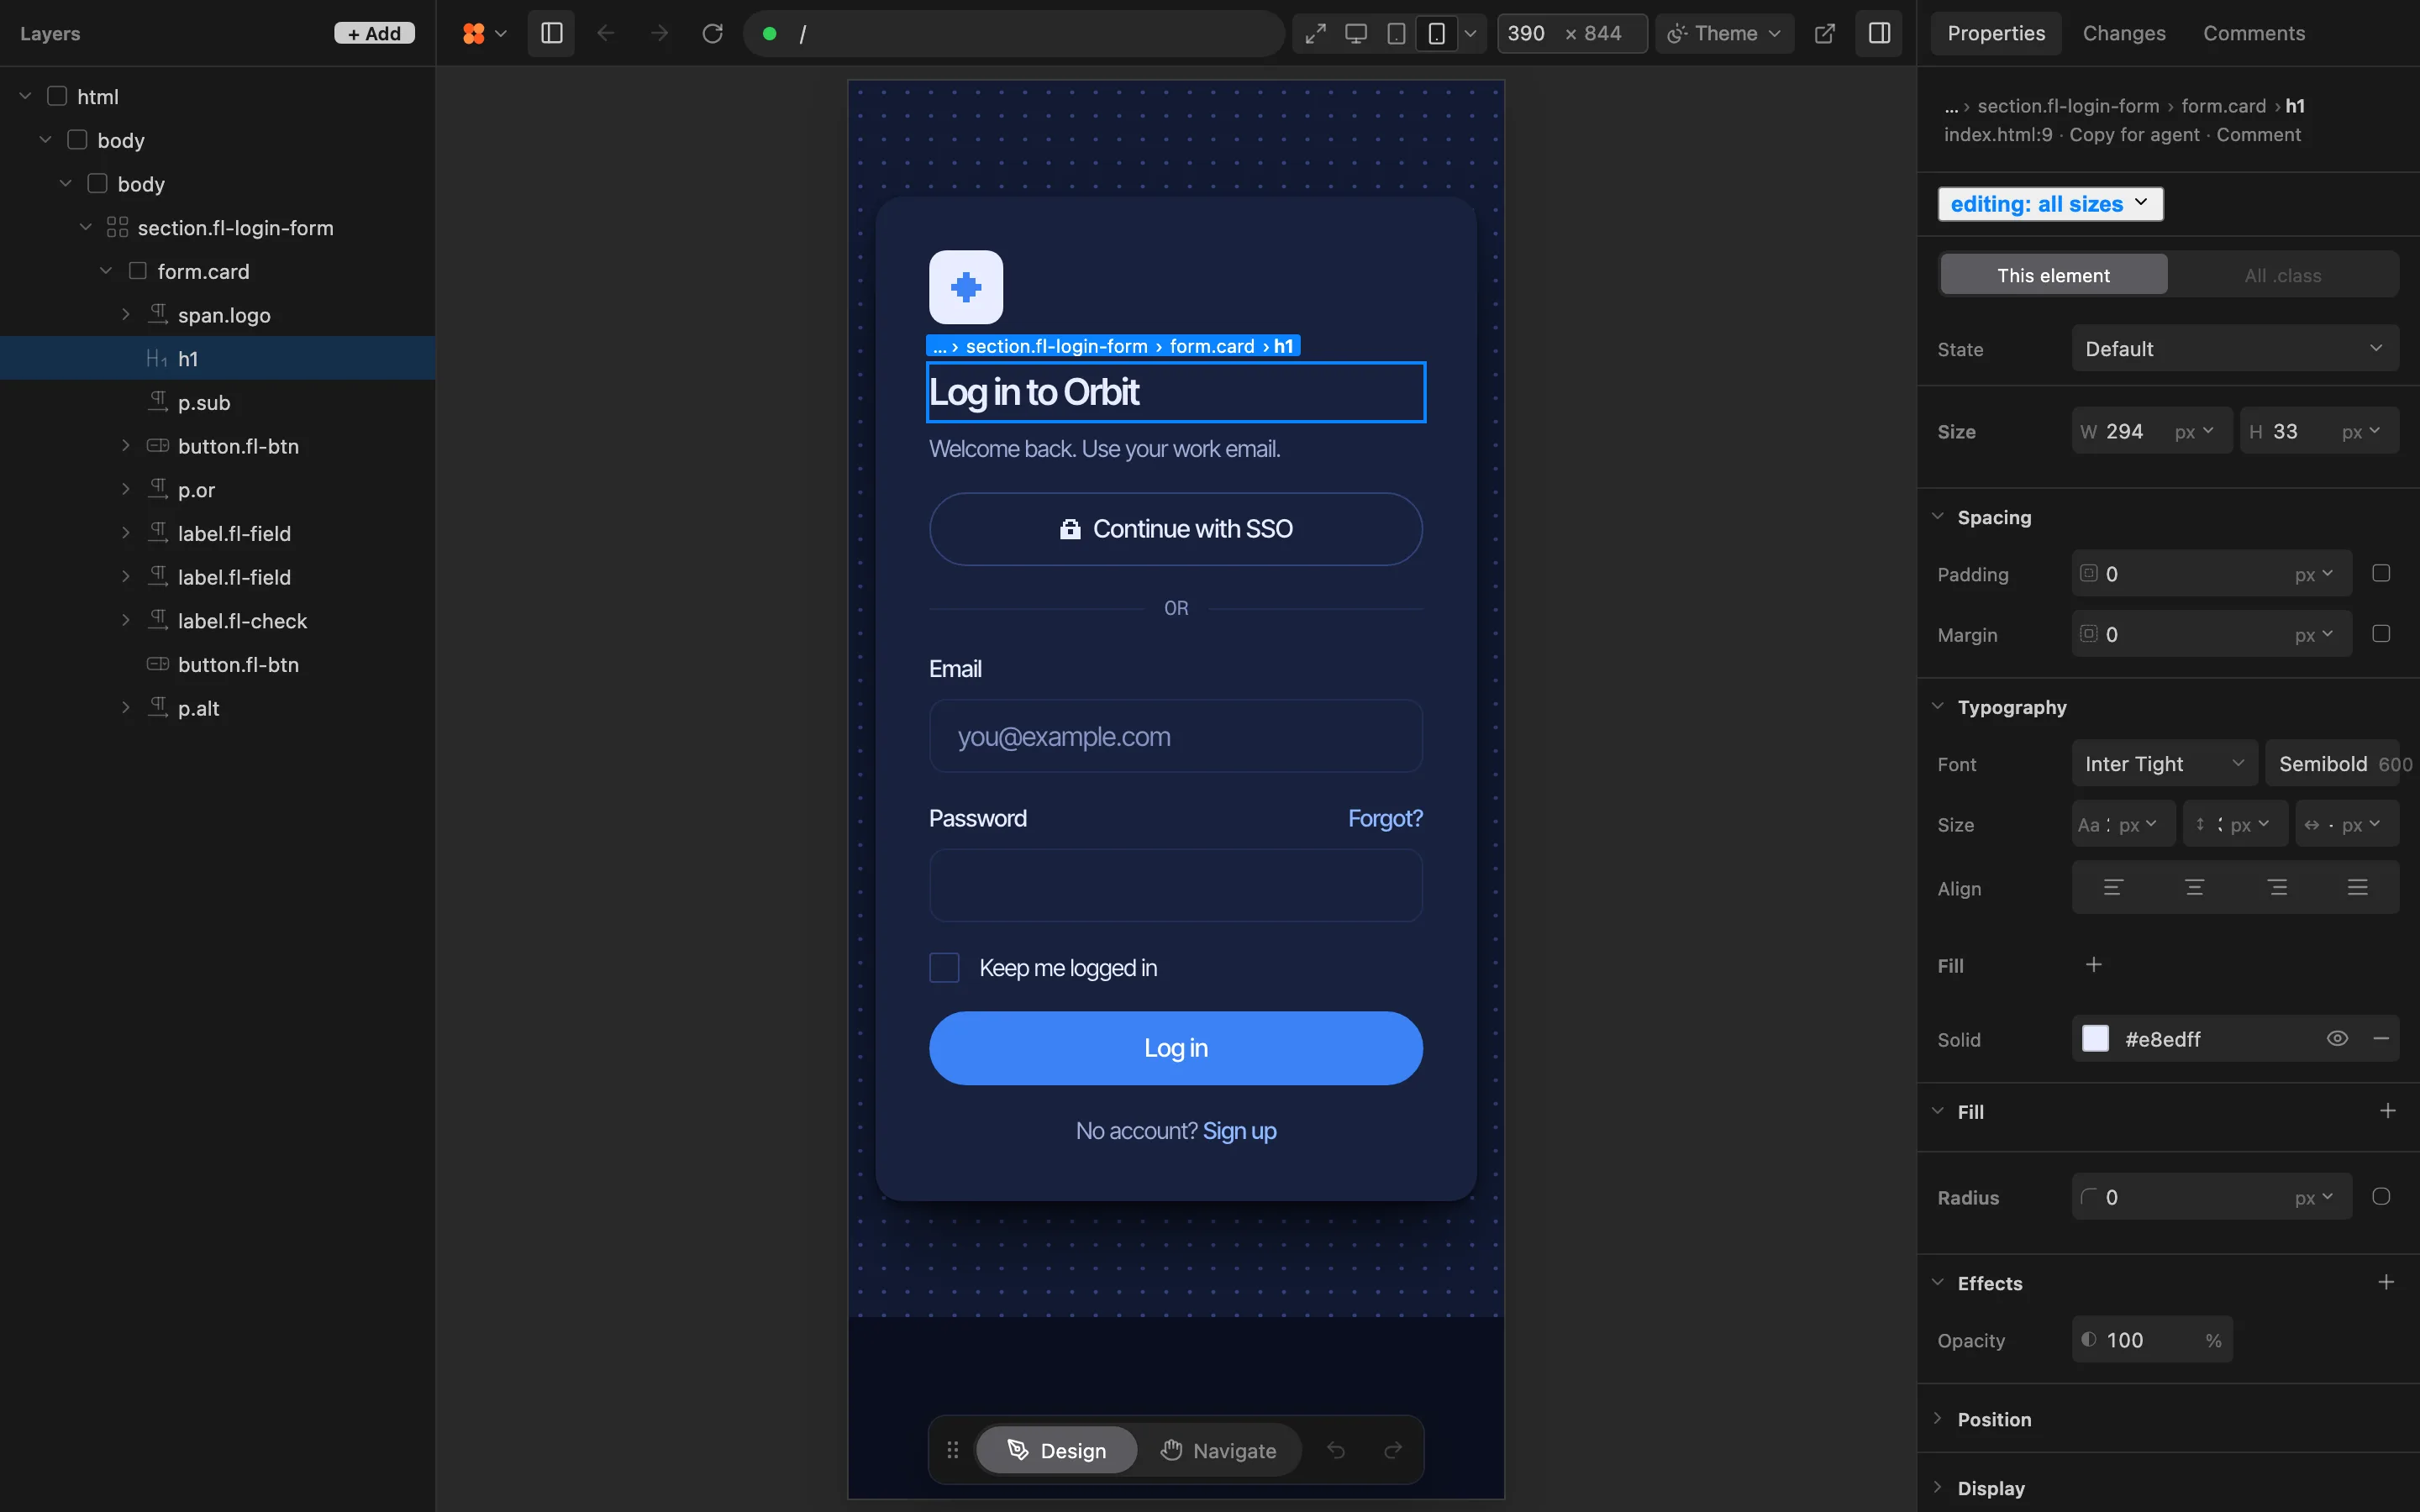 Layers
+ Add
/
390 × 844
Theme
Properties
Changes
Comments
html
body
body
section.fl-login-form
form.card
span.logo
H1 h1
p.sub
button.fl-btn
p.or
label.fl-field
label.fl-field
label.fl-check
button.fl-btn
p.alt
... › section.fl-login-form › form.card › h1
Log in to Orbit
Welcome back. Use your work email.
Continue with SSO
OR
Email
you@example.com
Password
Forgot?
Keep me logged in
Log in
No account? Sign up
Design
Navigate
... › section.fl-login-form › form.card › h1
index.html:9 · Copy for agent · Comment
editing: all sizes
This element
All .class
State
Default
Size
W 294 px
H 33 px
Spacing
Padding
0 px
Margin
0 px
Typography
Font
Inter Tight
Semibold 600
Size
Aa px
px
px
Align
Fill
Solid
#e8edff
Fill
Radius
0 px
Effects
Opacity
100 %
Position
Display